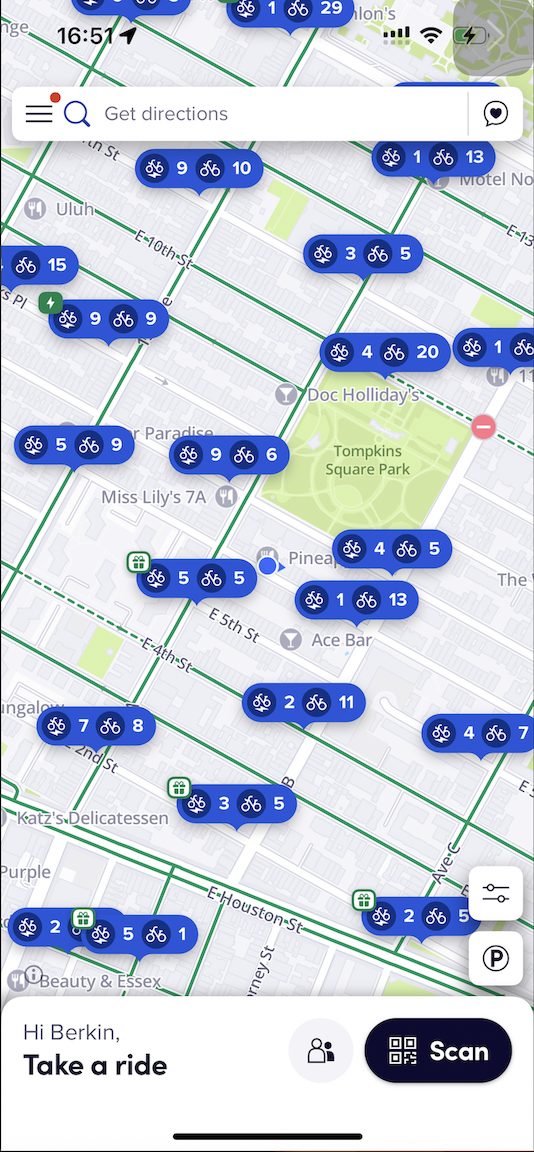 1 29
nlon's
16:51
Get directions
9 10
1 13
Motel No
Uluh
E 10th St
E 13
15
3 5
9 9
4 20
1
11
Doc Holliday's
5 9
r Paradise
9 6
Tompkins
Square Park
Miss Lily's 7A
4 5
Pineap
5 5
The
1 13
E 5th St
Ace Bar
E 4th St
2 11
ungalow
7 8
4 7
2nd St
B
3 5
Katz's Delicatessen
Purple
Ave C
E Houston St
2 5
2
5 1
rney St
Beauty & Essex
P
Hi Berkin,
Take a ride
Scan